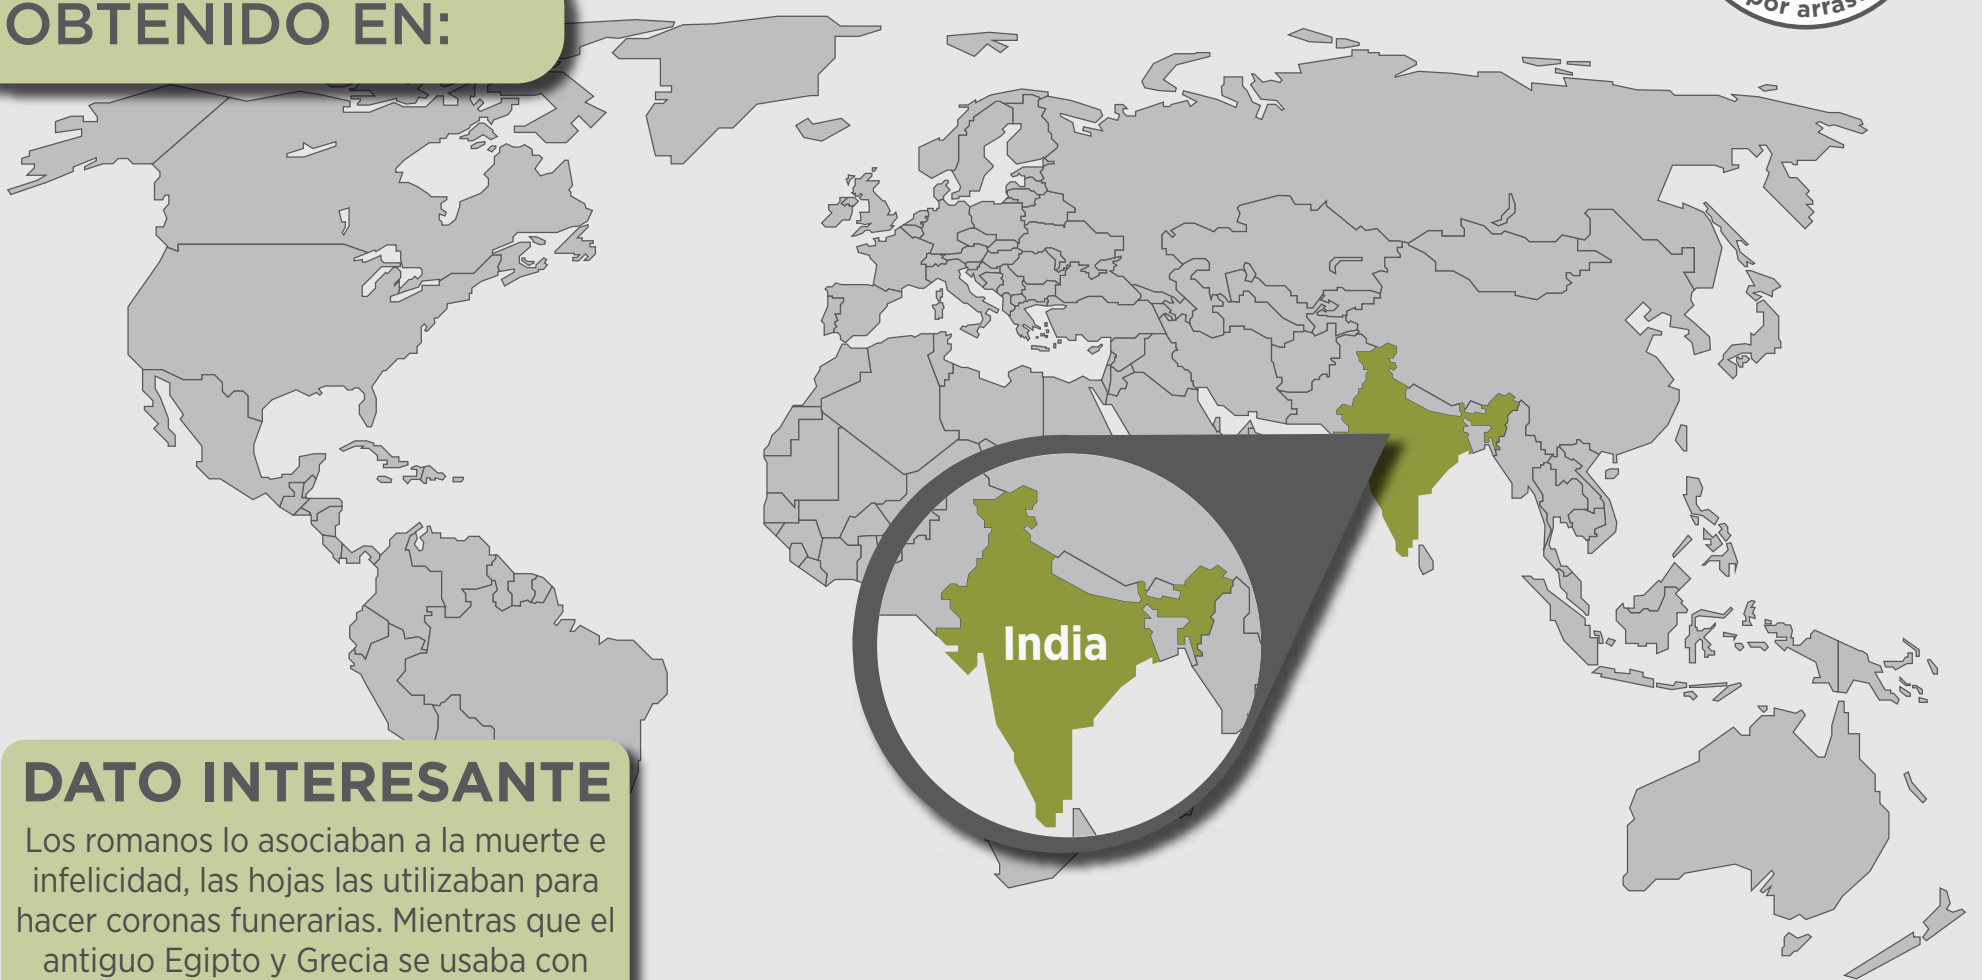 OBTENIDO EN:
por
India
DATO INTERESANTE
Los romanos lo asociaban a la muerte e
infelicidad, las hojas las utilizaban para
hacer coronas funerarias. Mientras que el
antiguo Egipto y Grecia se usaba con